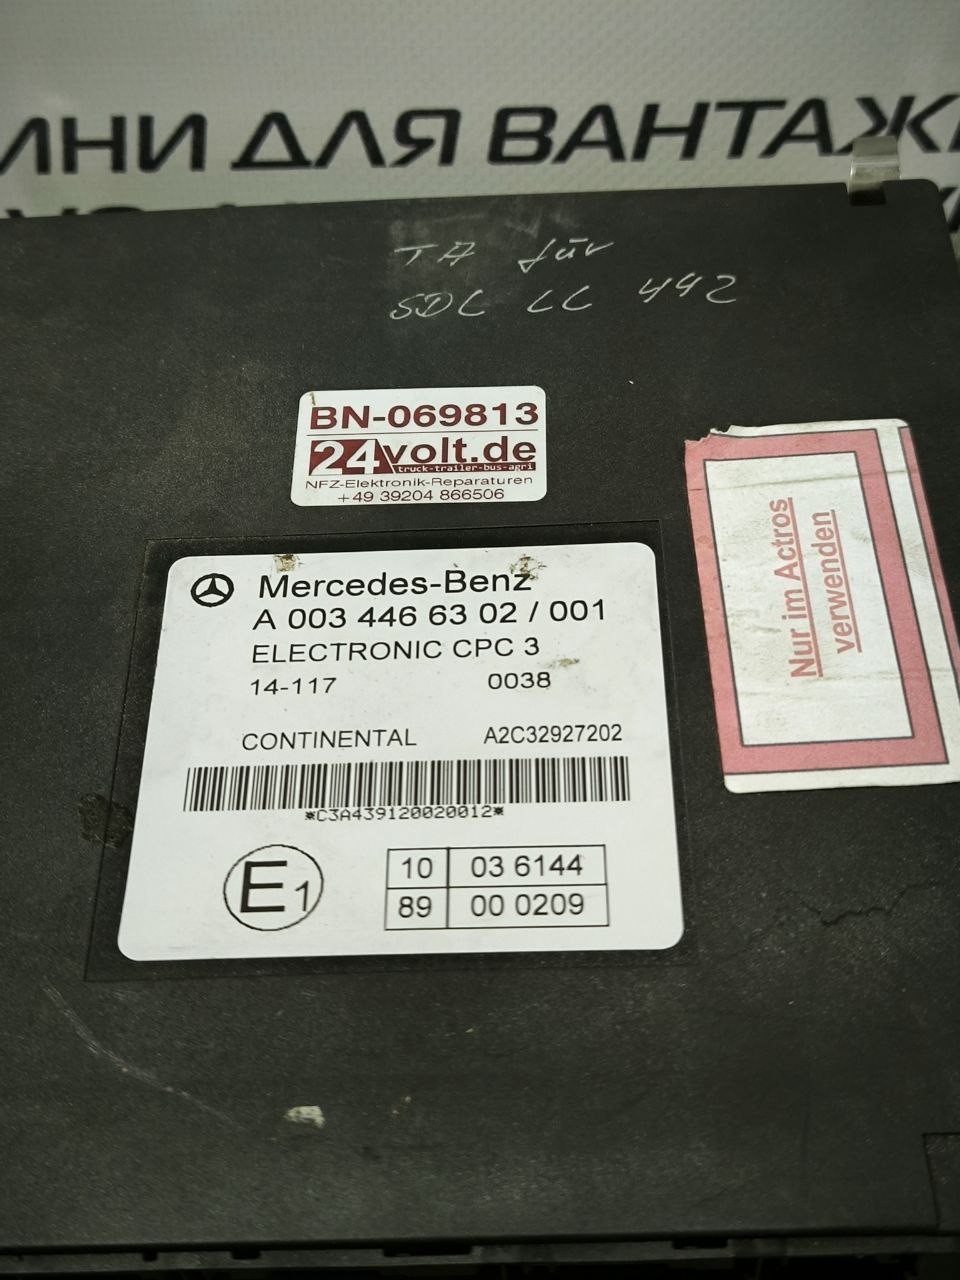 ИНИ ДЛЯ ВАНТАЖ
TA für
SDL LL 442
BN-069813
24volt.de
truck-trailer-bus-agri
NFZ-Elektronik-Reparaturen
+49 39204 866506
Nur im Actros
verwenden
Mercedes-Benz
A 003 446 63 02 / 001
ELECTRONIC CPC 3
14-117 0038
CONTINENTAL A2C32927202
*C3A439120020012*
E1
10 03 6144
89 00 0209